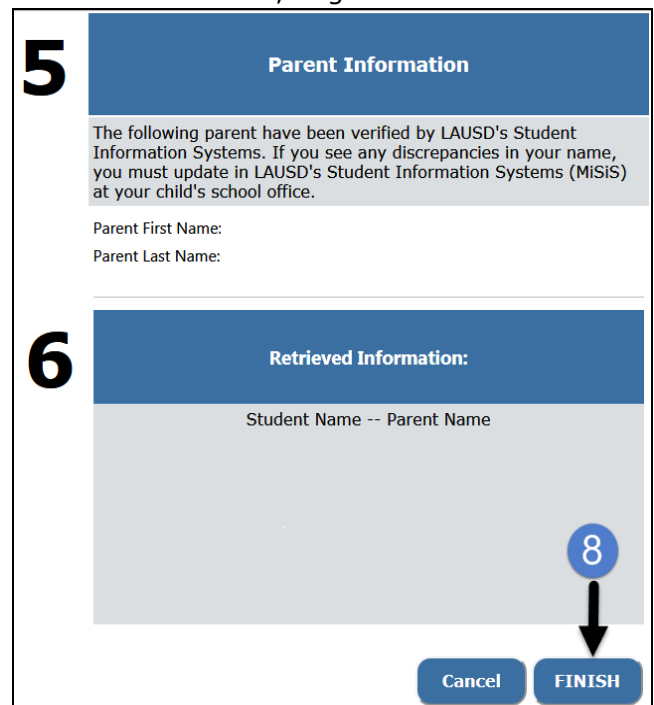 5
Parent Information
The following parent have been verified by LAUSD's Student
Information Systems. If you see any discrepancies in your name,
you must update in LAUSD's Student Information Systems (MiSiS)
at your child's school office.
Parent First Name:
Parent Last Name:
6
Retrieved Information:
Student Name -- Parent Name
8
Cancel
FINISH